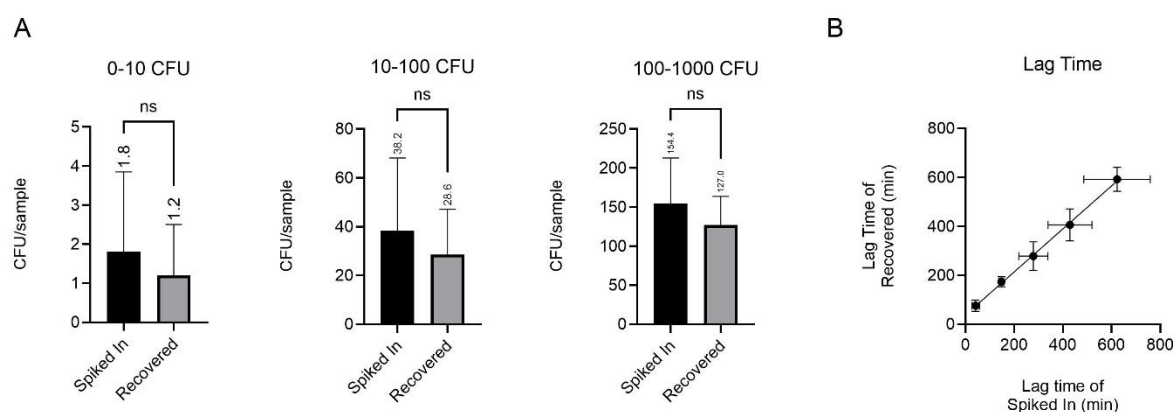 A
0-10 CFU
ns
CFU/sample
5
4
3
2
1
0
1.8
1.2
Spiked In
Recovered
10-100 CFU
ns
CFU/sample
80
60
40
20
0
38.2
28.6
Spiked In
Recovered
100-1000 CFU
ns
CFU/sample
250
200
150
100
50
0
154.4
127.0
Spiked In
Recovered
B
Lag Time
Lag Time of
Recovered (min)
800
600
400
200
0
0
200
400
600
800
Lag time of
Spiked In (min)